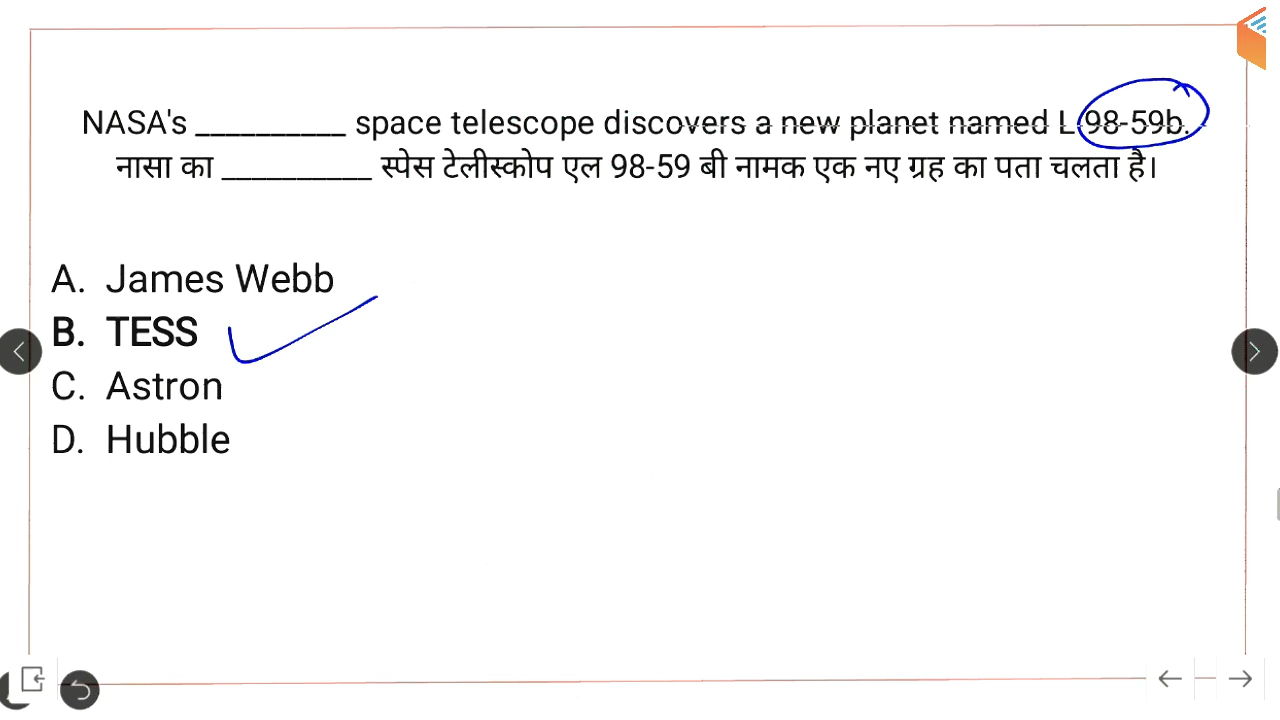 NASA's __________ space telescope discovers a new planet named L 98-59b.
नासा का __________ स्पेस टेलीस्कोप एल 98-59 बी नामक एक नए ग्रह का पता चलता है।
A. James Webb
B. TESS
C. Astron
D. Hubble